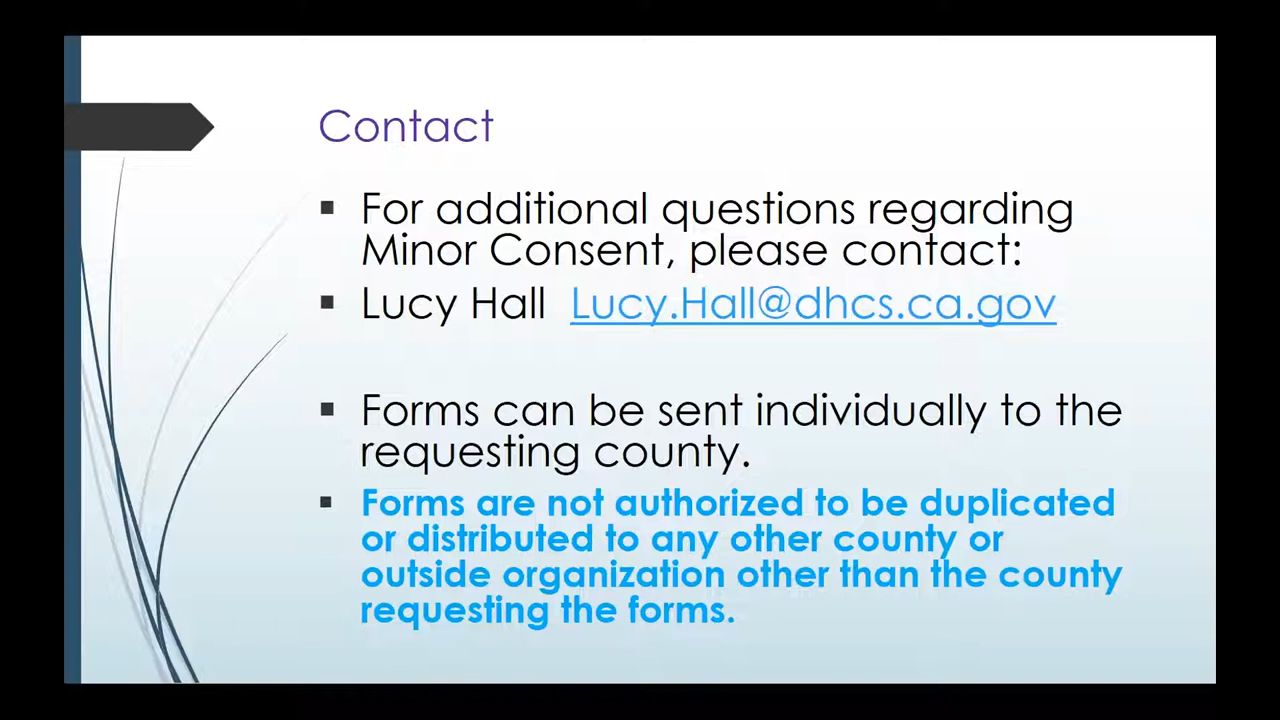 Contact
▪ For additional questions regarding
Minor Consent, please contact:
▪ Lucy Hall Lucy.Hall@dhcs.ca.gov
▪ Forms can be sent individually to the
requesting county.
▪ Forms are not authorized to be duplicated
or distributed to any other county or
outside organization other than the county
requesting the forms.